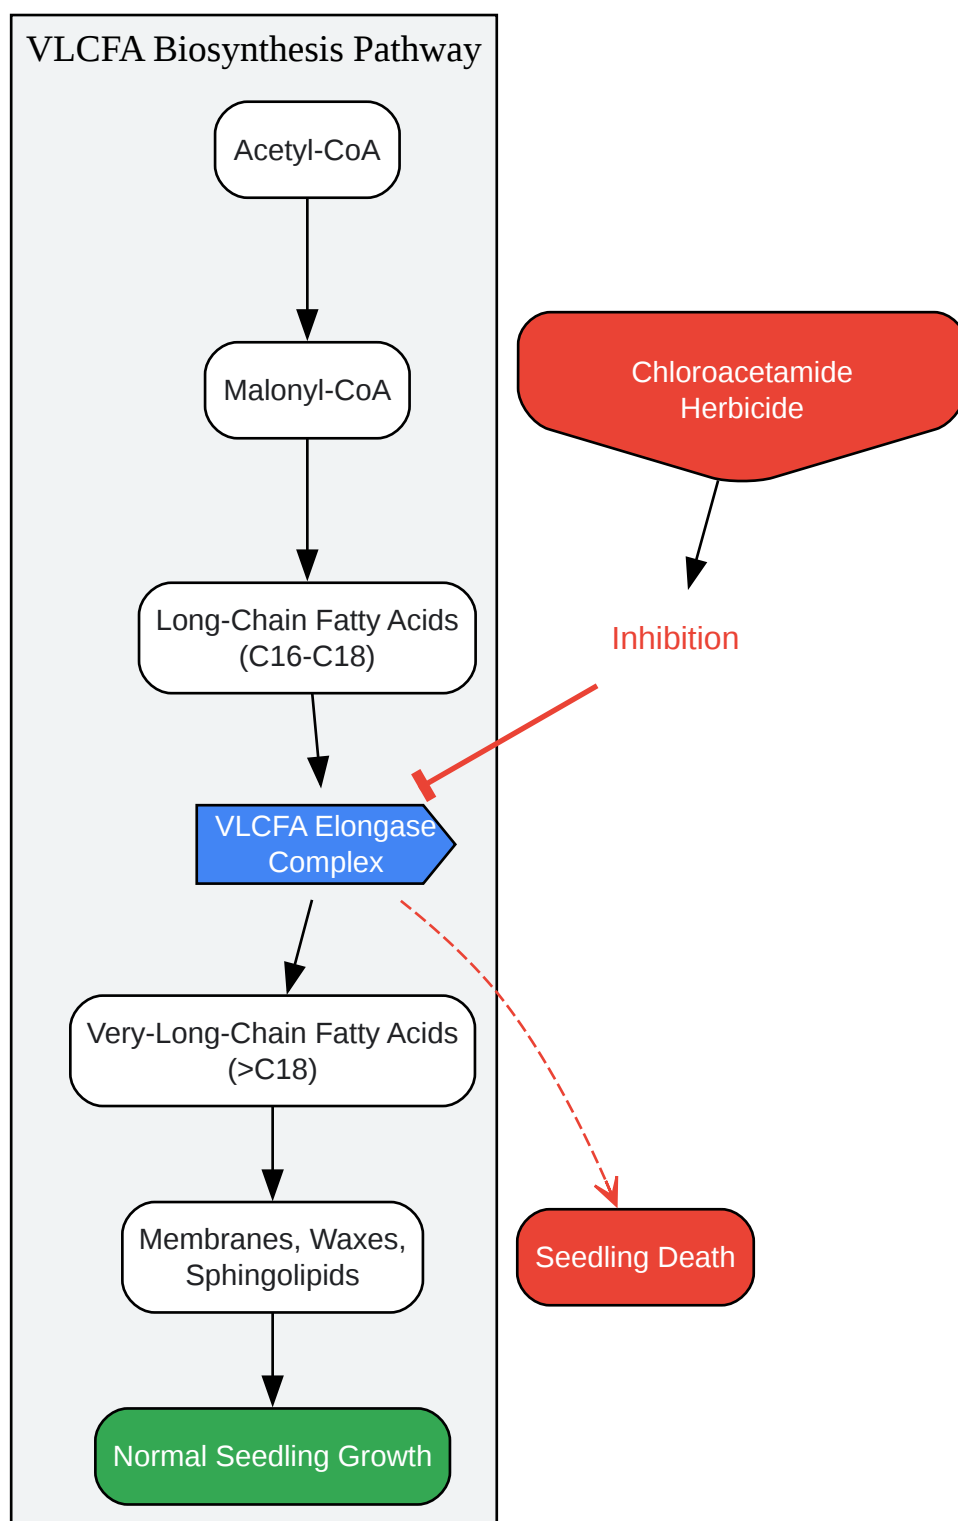 VLCFA Biosynthesis Pathway
Acetyl-CoA
Malonyl-CoA
Chloroacetamide
Herbicide
Long-Chain Fatty Acids
(C16-C18)
Inhibition
VLCFA Elongase
Complex
Very-Long-Chain Fatty Acids
(>C18)
Membranes, Waxes,
Sphingolipids
Seedling Death
Normal Seedling Growth